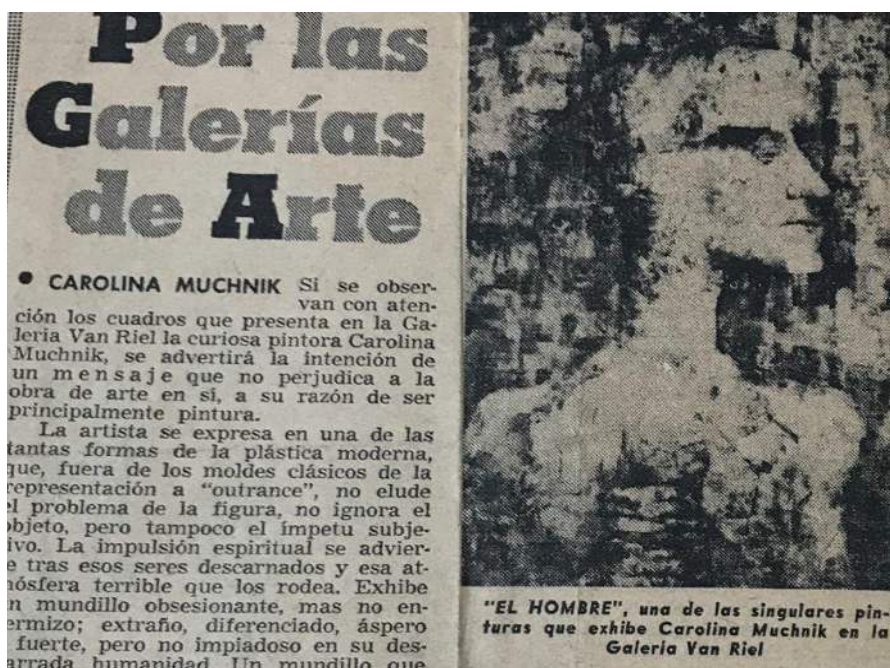 Por las
Galerías
de Arte
• CAROLINA MUCHNIK Si se obser-
van con aten-
ción los cuadros que presenta en la Ga-
lería Van Riel la curiosa pintora Carolina
Muchnik, se advertirá la intención de
un mensaje que no perjudica a la
obra de arte en sí, a su razón de ser
principalmente pintura.
La artista se expresa en una de las
tantas formas de la plástica moderna,
que, fuera de los moldes clásicos de la
representación a "outrance", no elude
el problema de la figura, no ignora el
objeto, pero tampoco el ímpetu subje-
ivo. La impulsión espiritual se advier-
e tras esos seres descarnados y esa at-
mósfera terrible que los rodea. Exhibe
n mundillo obsesionante, mas no en-
ermizo; extraño, diferenciado, áspero
fuerte, pero no impiadoso en su des-
arrada humanidad. Un mundillo que
"EL HOMBRE", una de las singulares pin-
turas que exhibe Carolina Muchnik en la
Galeria Van Riel